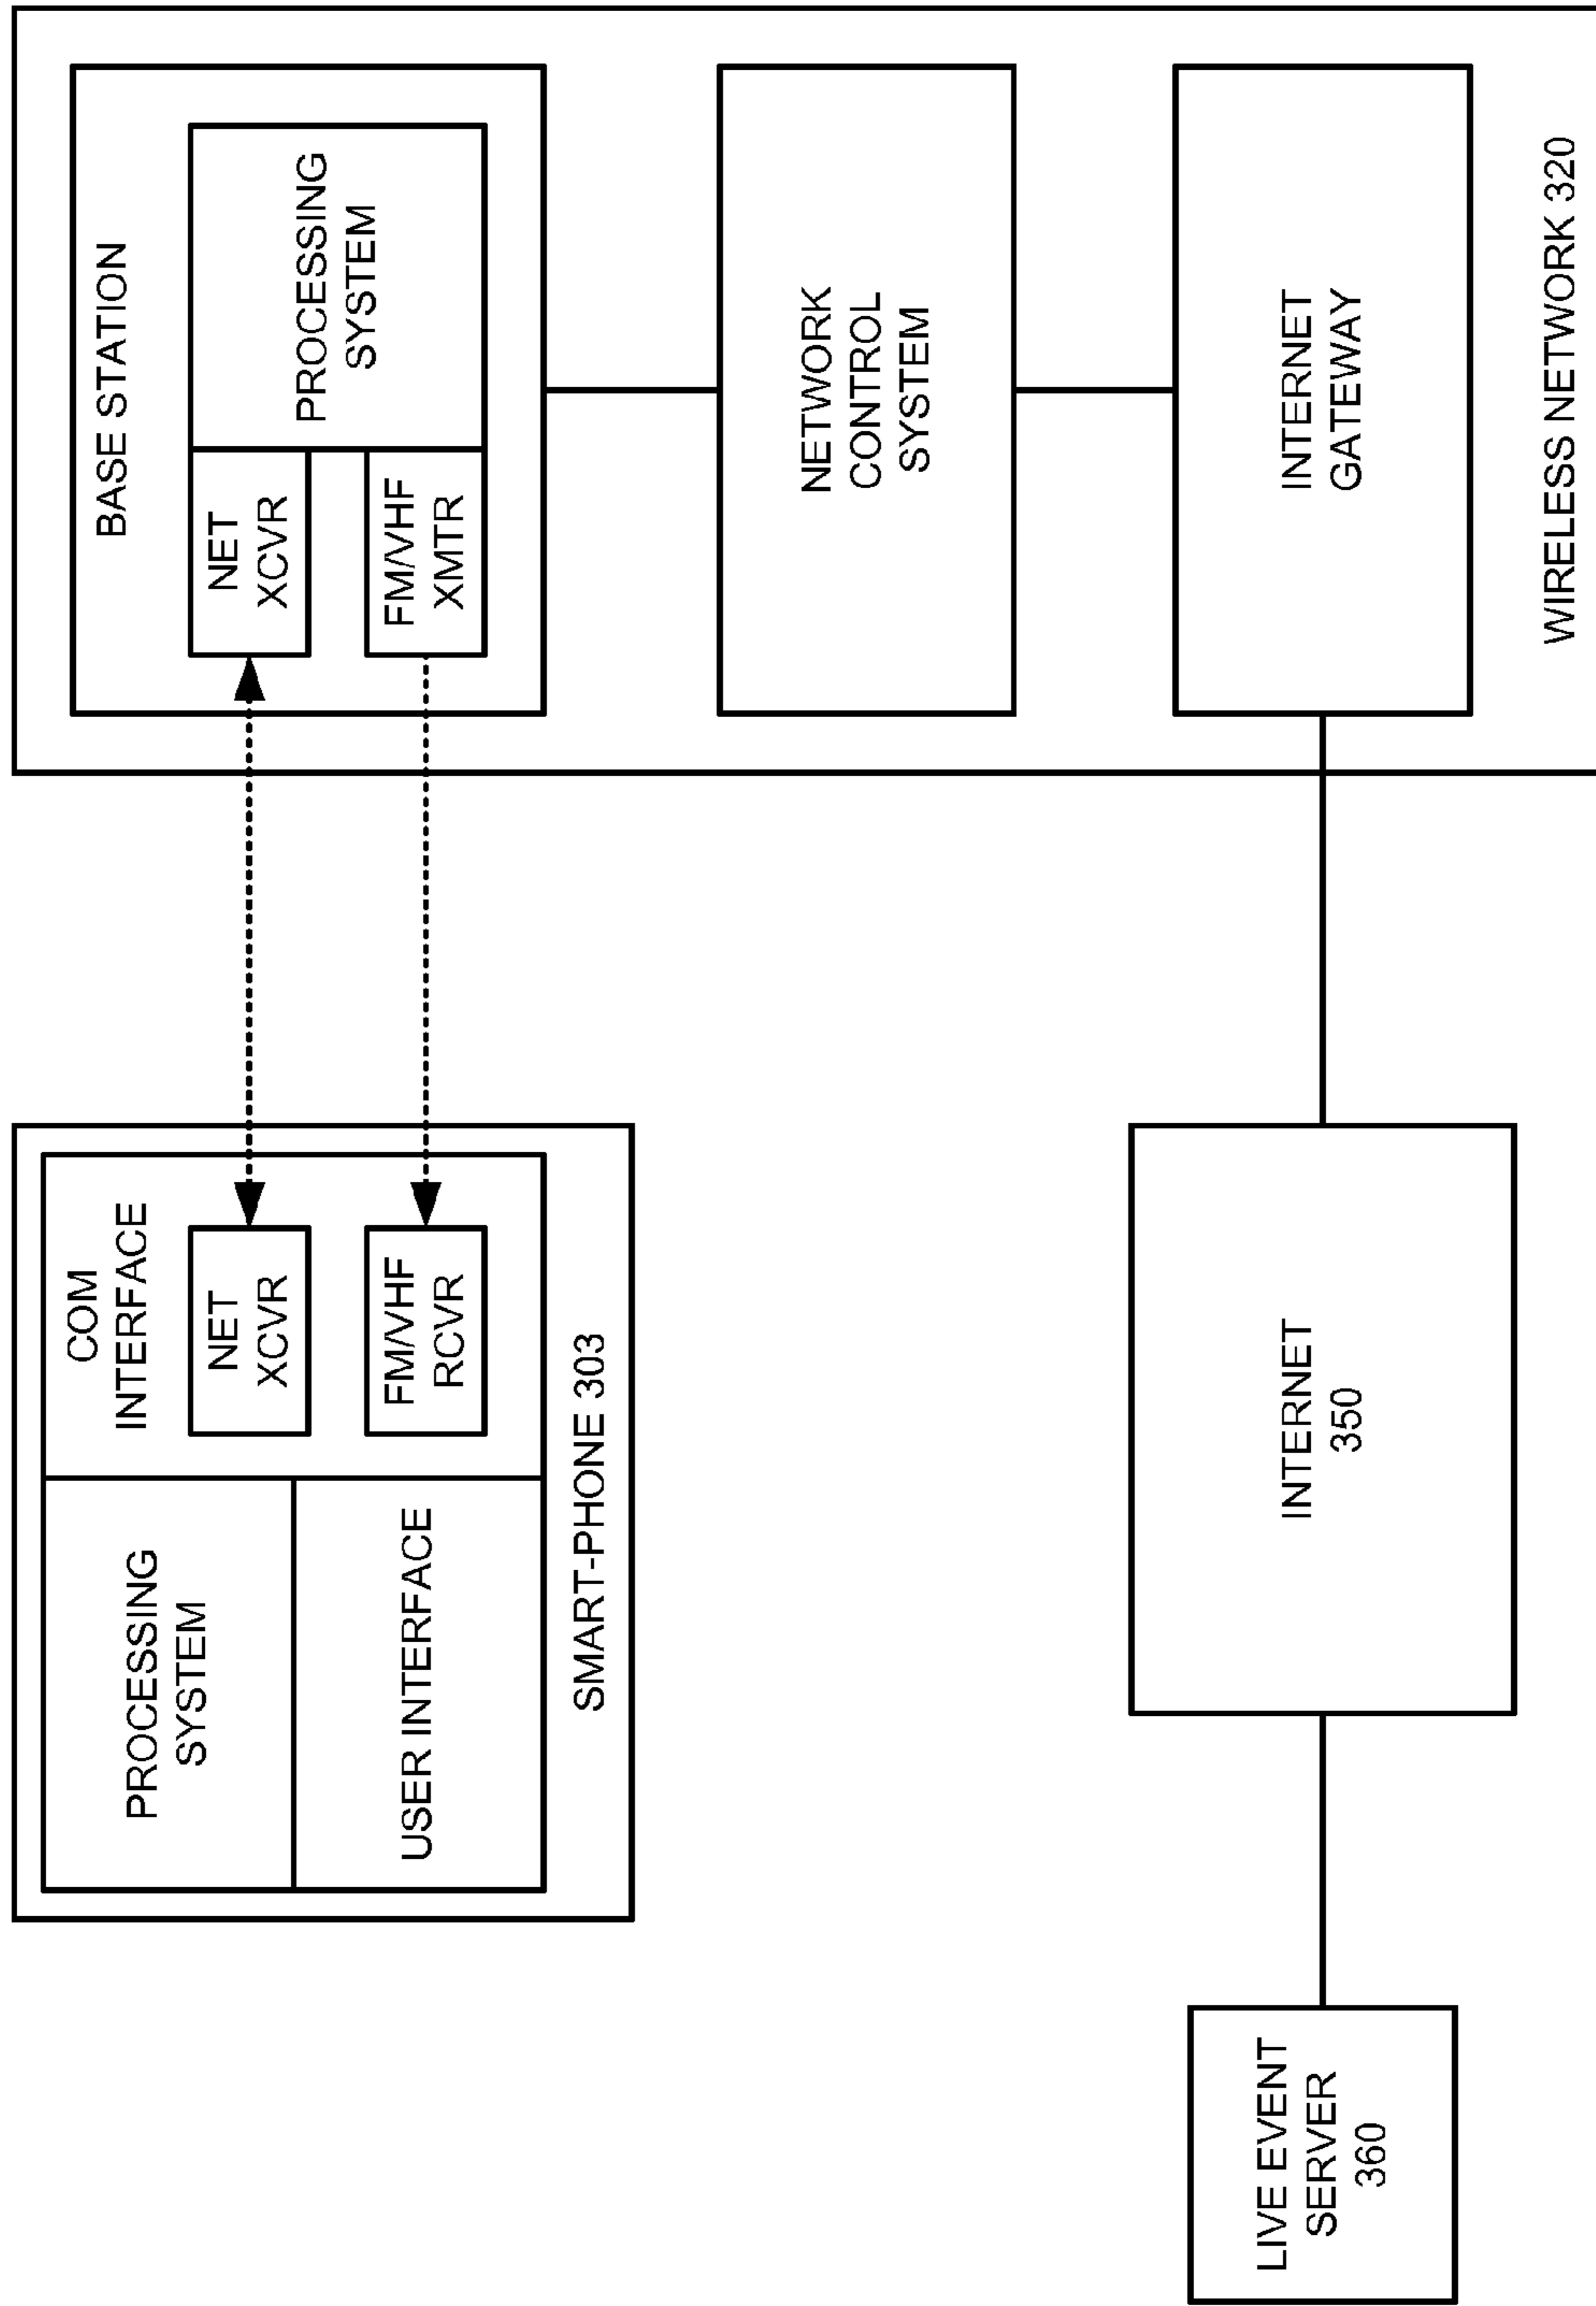 COM
INTERFACE
PROCESSING
SYSTEM
NET
XCVR
USER INTERFACE
FM/VHF
RCVR
SMART-PHONE 303
BASE STATION
NET
XCVR
PROCESSING
SYSTEM
FM/VHF
XMTR
NETWORK
CONTROL
SYSTEM
LIVE EVENT
SERVER
360
INTERNET
350
INTERNET
GATEWAY
WIRELESS NETWORK 320